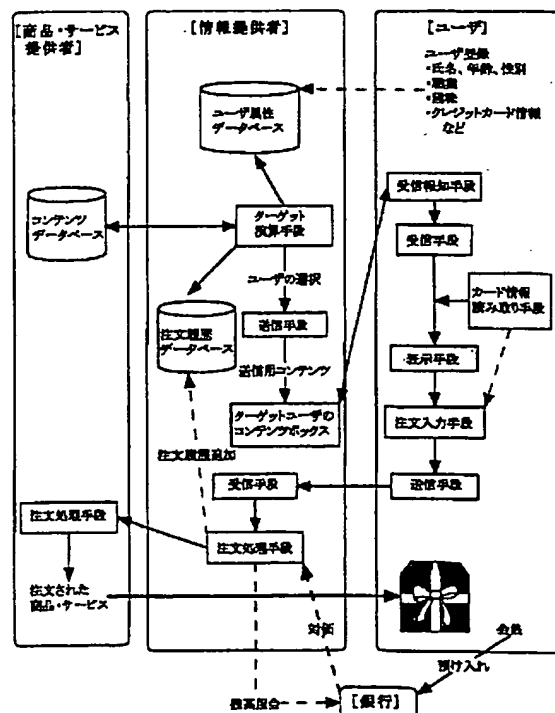 [商品・サービス
提供者]
[情報提供者]
[ユーザ]
ユーザ登録
・氏名、年齢、性別
・職業
・クレジットカード情報
など
ユーザ属性
データベース
受信報知手段
コンテンツ
データベース
ターゲット
演算手段
受信手段
ユーザの選択
カード情報
読み取り手段
注文履歴
データベース
送信手段
表示手段
送信用コンテンツ
ターゲットユーザの
コンテンツボックス
注文入力手段
注文履歴追加
受信手段
送信手段
注文処理手段
注文処理手段
注文された
商品・サービス
対価
預け入れ
残高照会
[銀行]